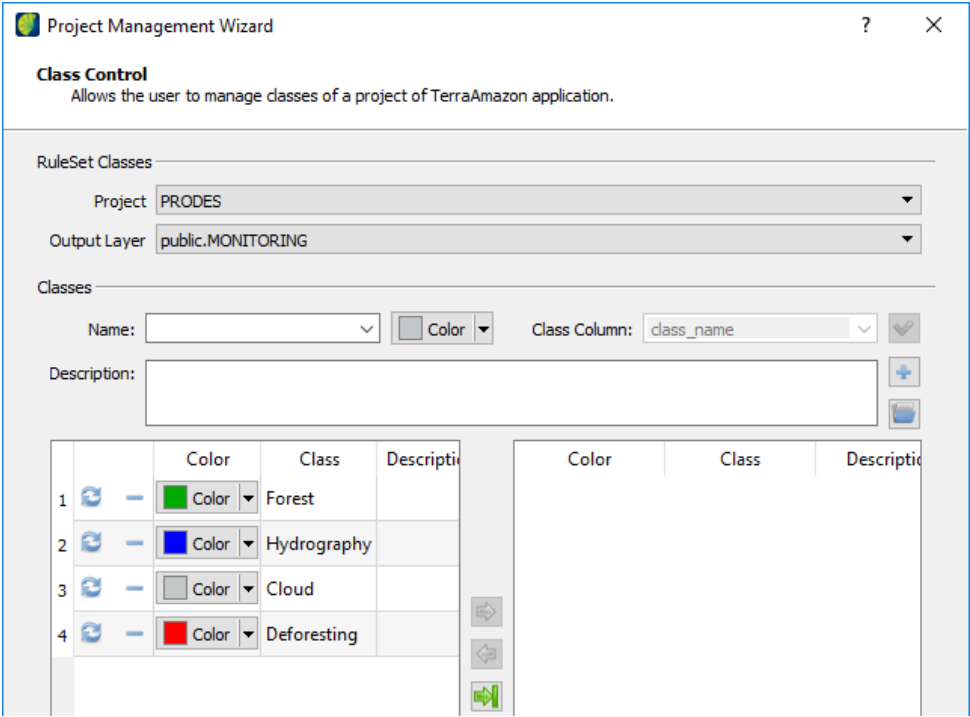 Project Management Wizard ?
Class Control
Allows the user to manage classes of a project of TerraAmazon application.
RuleSet Classes
Project PRODES
Output Layer public.MONITORING
Classes
Name: Color Class Column: class_name
Description:
Color Class Descripti Color Class Descriptio
1 Color Forest
2 Color Hydrography
3 Color Cloud
4 Color Deforesting